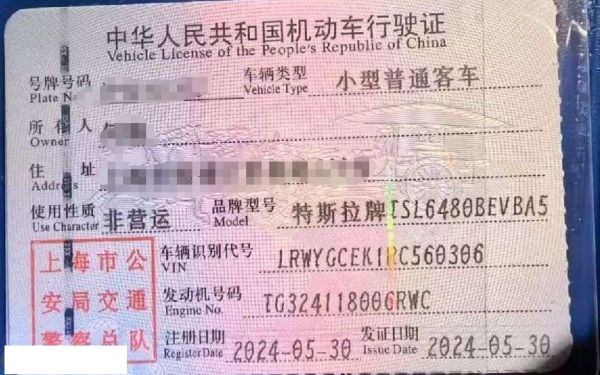 中华人民共和国机动车行驶证
Vehicle License of the People's Republic of China
号牌号码 车辆类型 小型普通客车
Plate No. Vehicle Type
所有人
Owner
住址
Address
使用性质 非营运 品牌型号 特斯拉牌TSL6480BEVBA5
Use Character Model
上海市公安局交通警察总队
车辆识别代号 LRWYGCEK1RC560306
VIN
发动机号码 TG324118006RWC
Engine No.
注册日期 2024-05-30 发证日期 2024-05-30
Register Date Issue Date